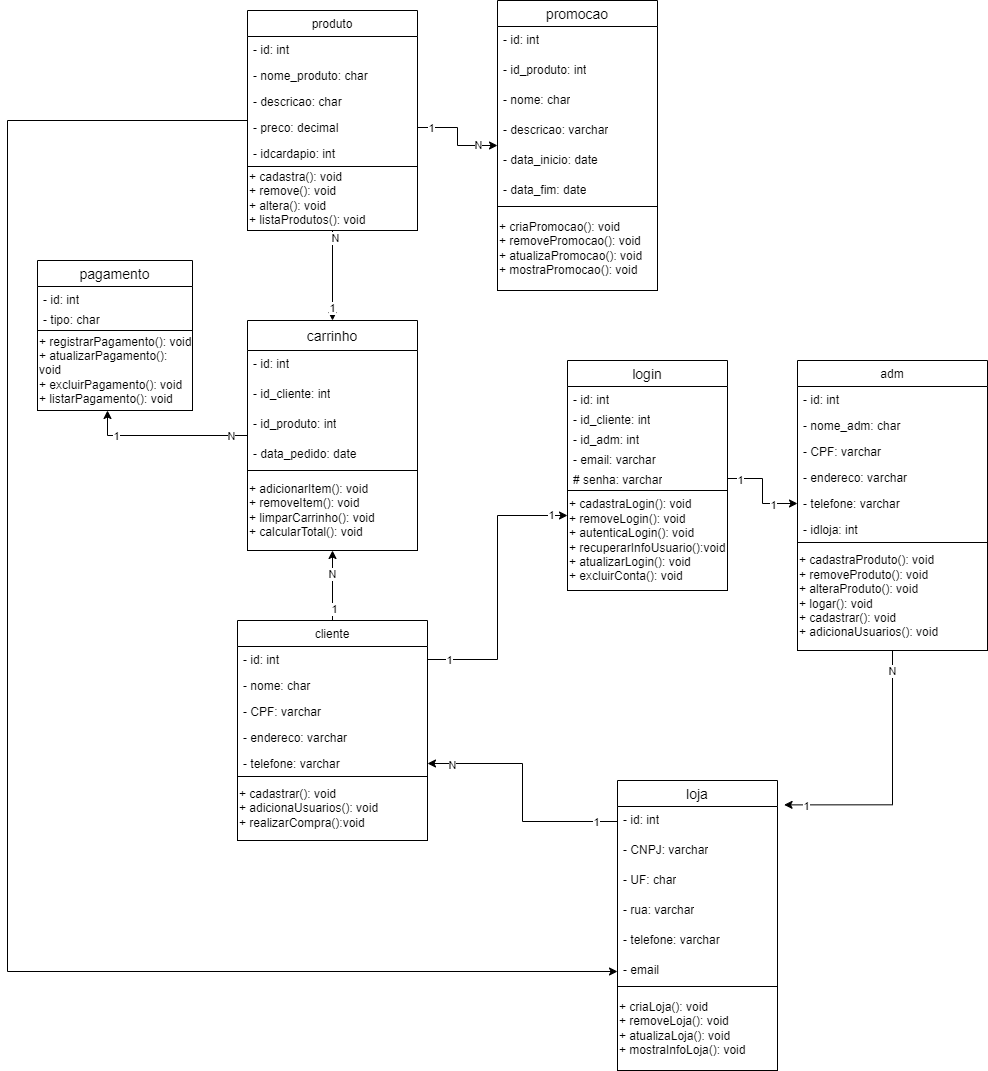 produto
- id: int
- nome_produto: char
- descricao: char
- preco: decimal
- idcardapio: int
+ cadastra(): void
+ remove(): void
+ altera(): void
+ listaProdutos(): void
promocao
- id: int
- id_produto: int
- nome: char
- descricao: varchar
- data_inicio: date
- data_fim: date
+ criaPromocao(): void
+ removePromocao(): void
+ atualizaPromocao(): void
+ mostraPromocao(): void
1
N
N
1
pagamento
- id: int
- tipo: char
+ registrarPagamento(): void
+ atualizarPagamento():
void
+ excluirPagamento(): void
+ listarPagamento(): void
1
N
carrinho
- id: int
- id_cliente: int
- id_produto: int
- data_pedido: date
+ adicionarItem(): void
+ removeItem(): void
+ limparCarrinho(): void
+ calcularTotal(): void
N
1
login
- id: int
- id_cliente: int
- id_adm: int
- email: varchar
# senha: varchar
+ cadastraLogin(): void
+ removeLogin(): void
+ autenticaLogin(): void
+ recuperarInfoUsuario():void
+ atualizarLogin(): void
+ excluirConta(): void
1
1
adm
- id: int
- nome_adm: char
- CPF: varchar
- endereco: varchar
- telefone: varchar
- idloja: int
+ cadastraProduto(): void
+ removeProduto(): void
+ alteraProduto(): void
+ logar(): void
+ cadastrar(): void
+ adicionaUsuarios(): void
1
1
cliente
- id: int
- nome: char
- CPF: varchar
- endereco: varchar
- telefone: varchar
+ cadastrar(): void
+ adicionaUsuarios(): void
+ realizarCompra():void
N
1
N
1
loja
- id: int
- CNPJ: varchar
- UF: char
- rua: varchar
- telefone: varchar
- email
+ criaLoja(): void
+ removeLoja(): void
+ atualizaLoja(): void
+ mostraInfoLoja(): void